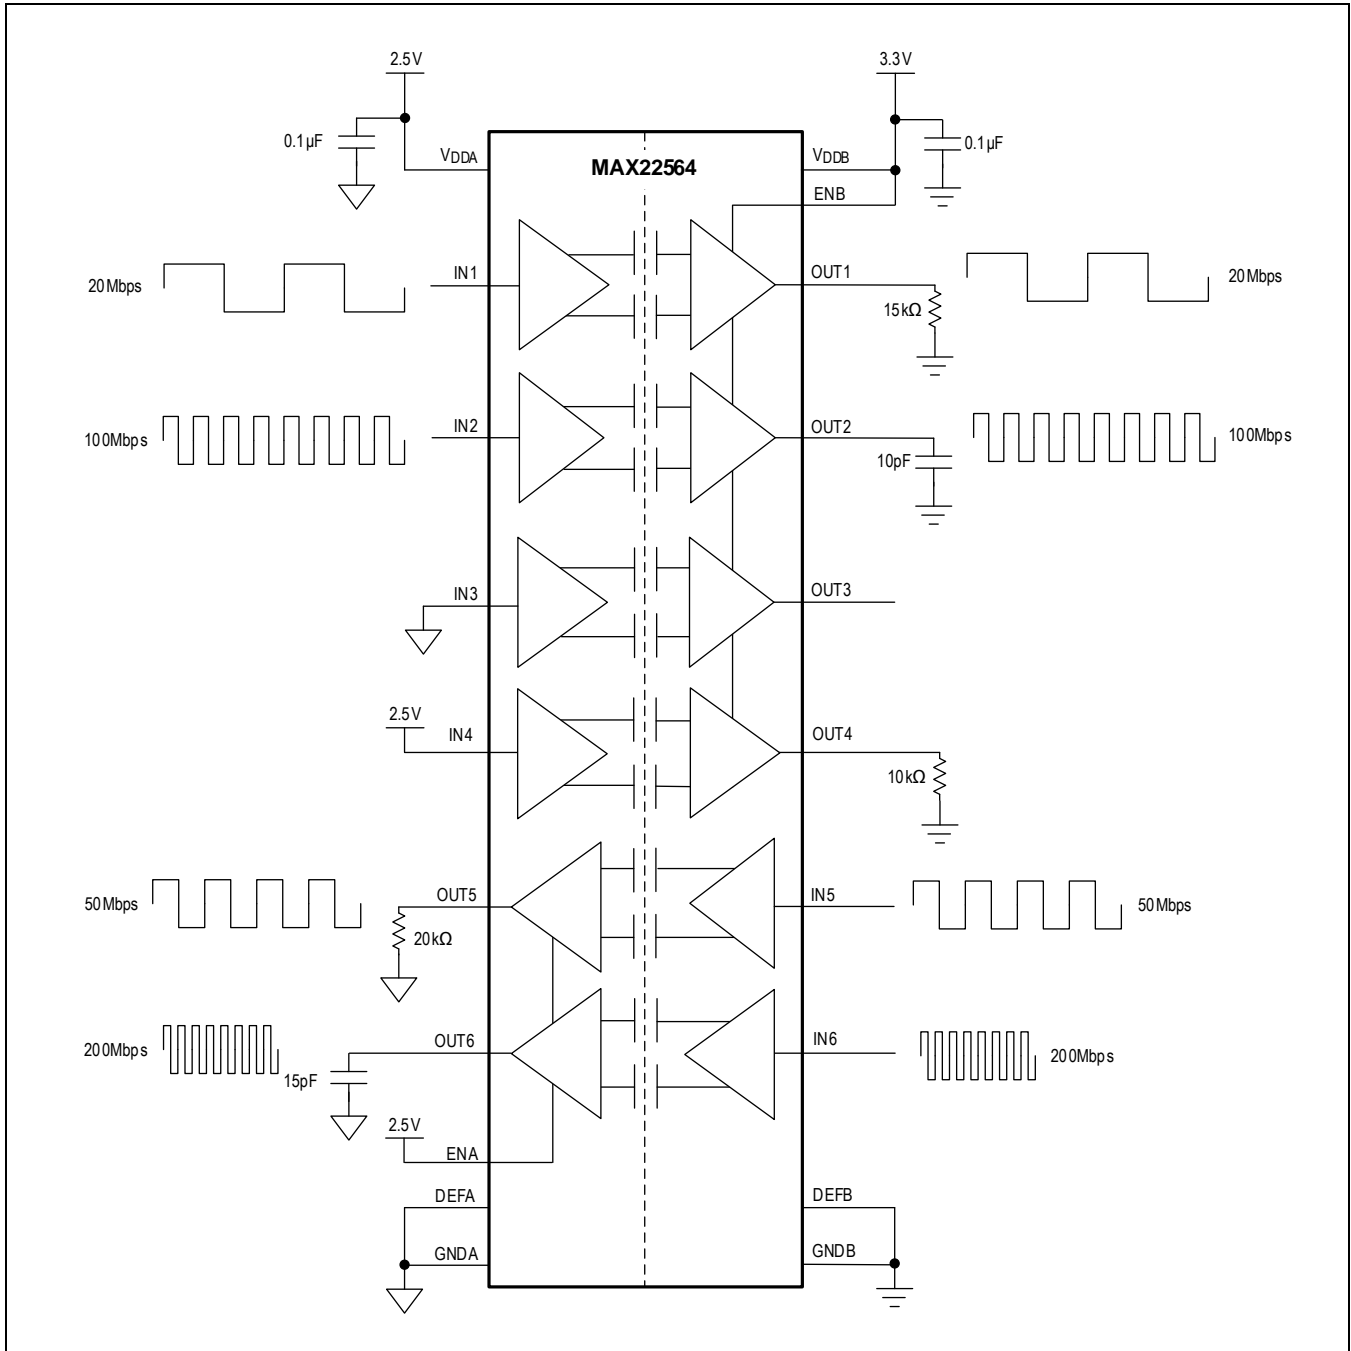 2.5V
3.3V
0.1µF
0.1µF
VDDA
MAX22564
VDDB
ENB
20Mbps
IN1
OUT1
15kΩ
20Mbps
100Mbps
IN2
OUT2
10pF
100Mbps
IN3
OUT3
2.5V
IN4
OUT4
10kΩ
50Mbps
OUT5
20kΩ
IN5
50Mbps
200Mbps
15pF
OUT6
IN6
200Mbps
2.5V
ENA
DEFA
DEFB
GNDA
GNDB